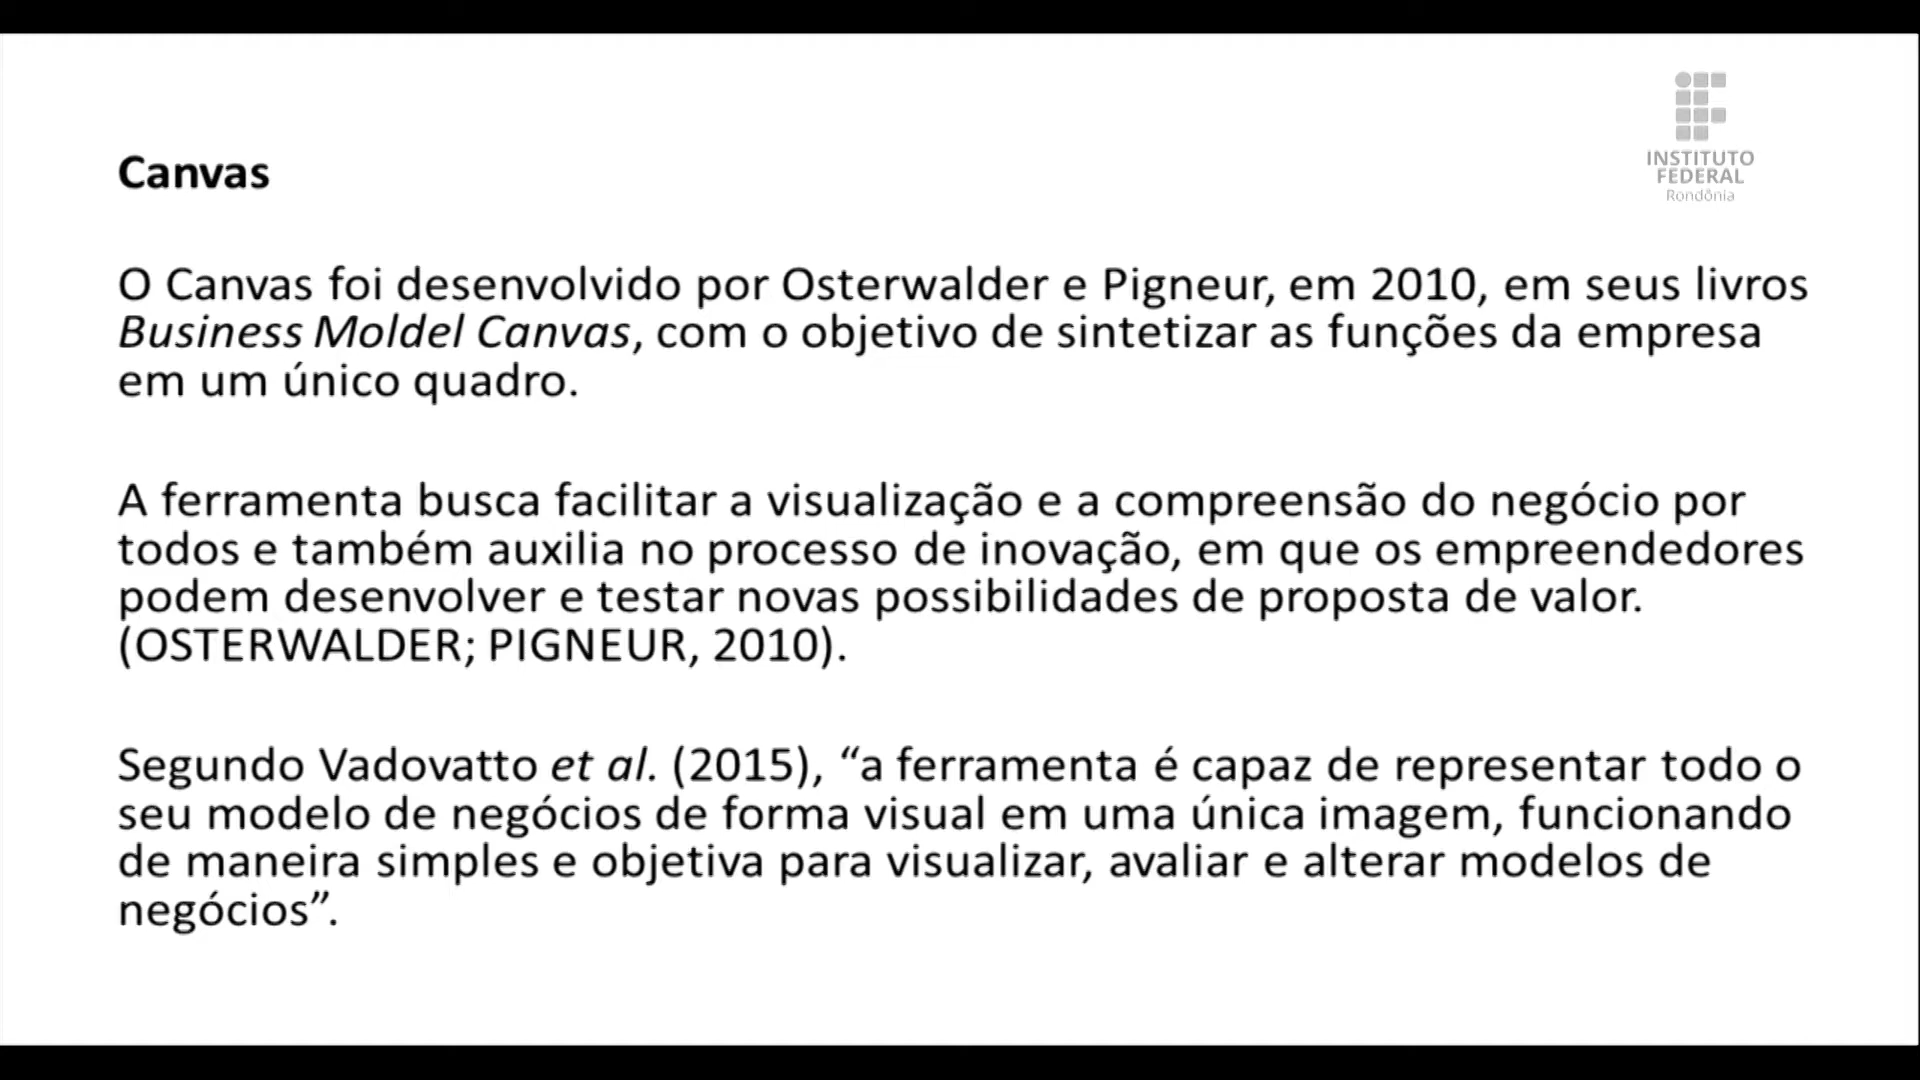 INSTITUTO
FEDERAL
Rondônia
Canvas
O Canvas foi desenvolvido por Osterwalder e Pigneur, em 2010, em seus livros
Business Moldel Canvas, com o objetivo de sintetizar as funções da empresa
em um único quadro.
A ferramenta busca facilitar a visualização e a compreensão do negócio por
todos e também auxilia no processo de inovação, em que os empreendedores
podem desenvolver e testar novas possibilidades de proposta de valor.
(OSTERWALDER; PIGNEUR, 2010).
Segundo Vadovatto et al. (2015), “a ferramenta é capaz de representar todo o
seu modelo de negócios de forma visual em uma única imagem, funcionando
de maneira simples e objetiva para visualizar, avaliar e alterar modelos de
negócios”.